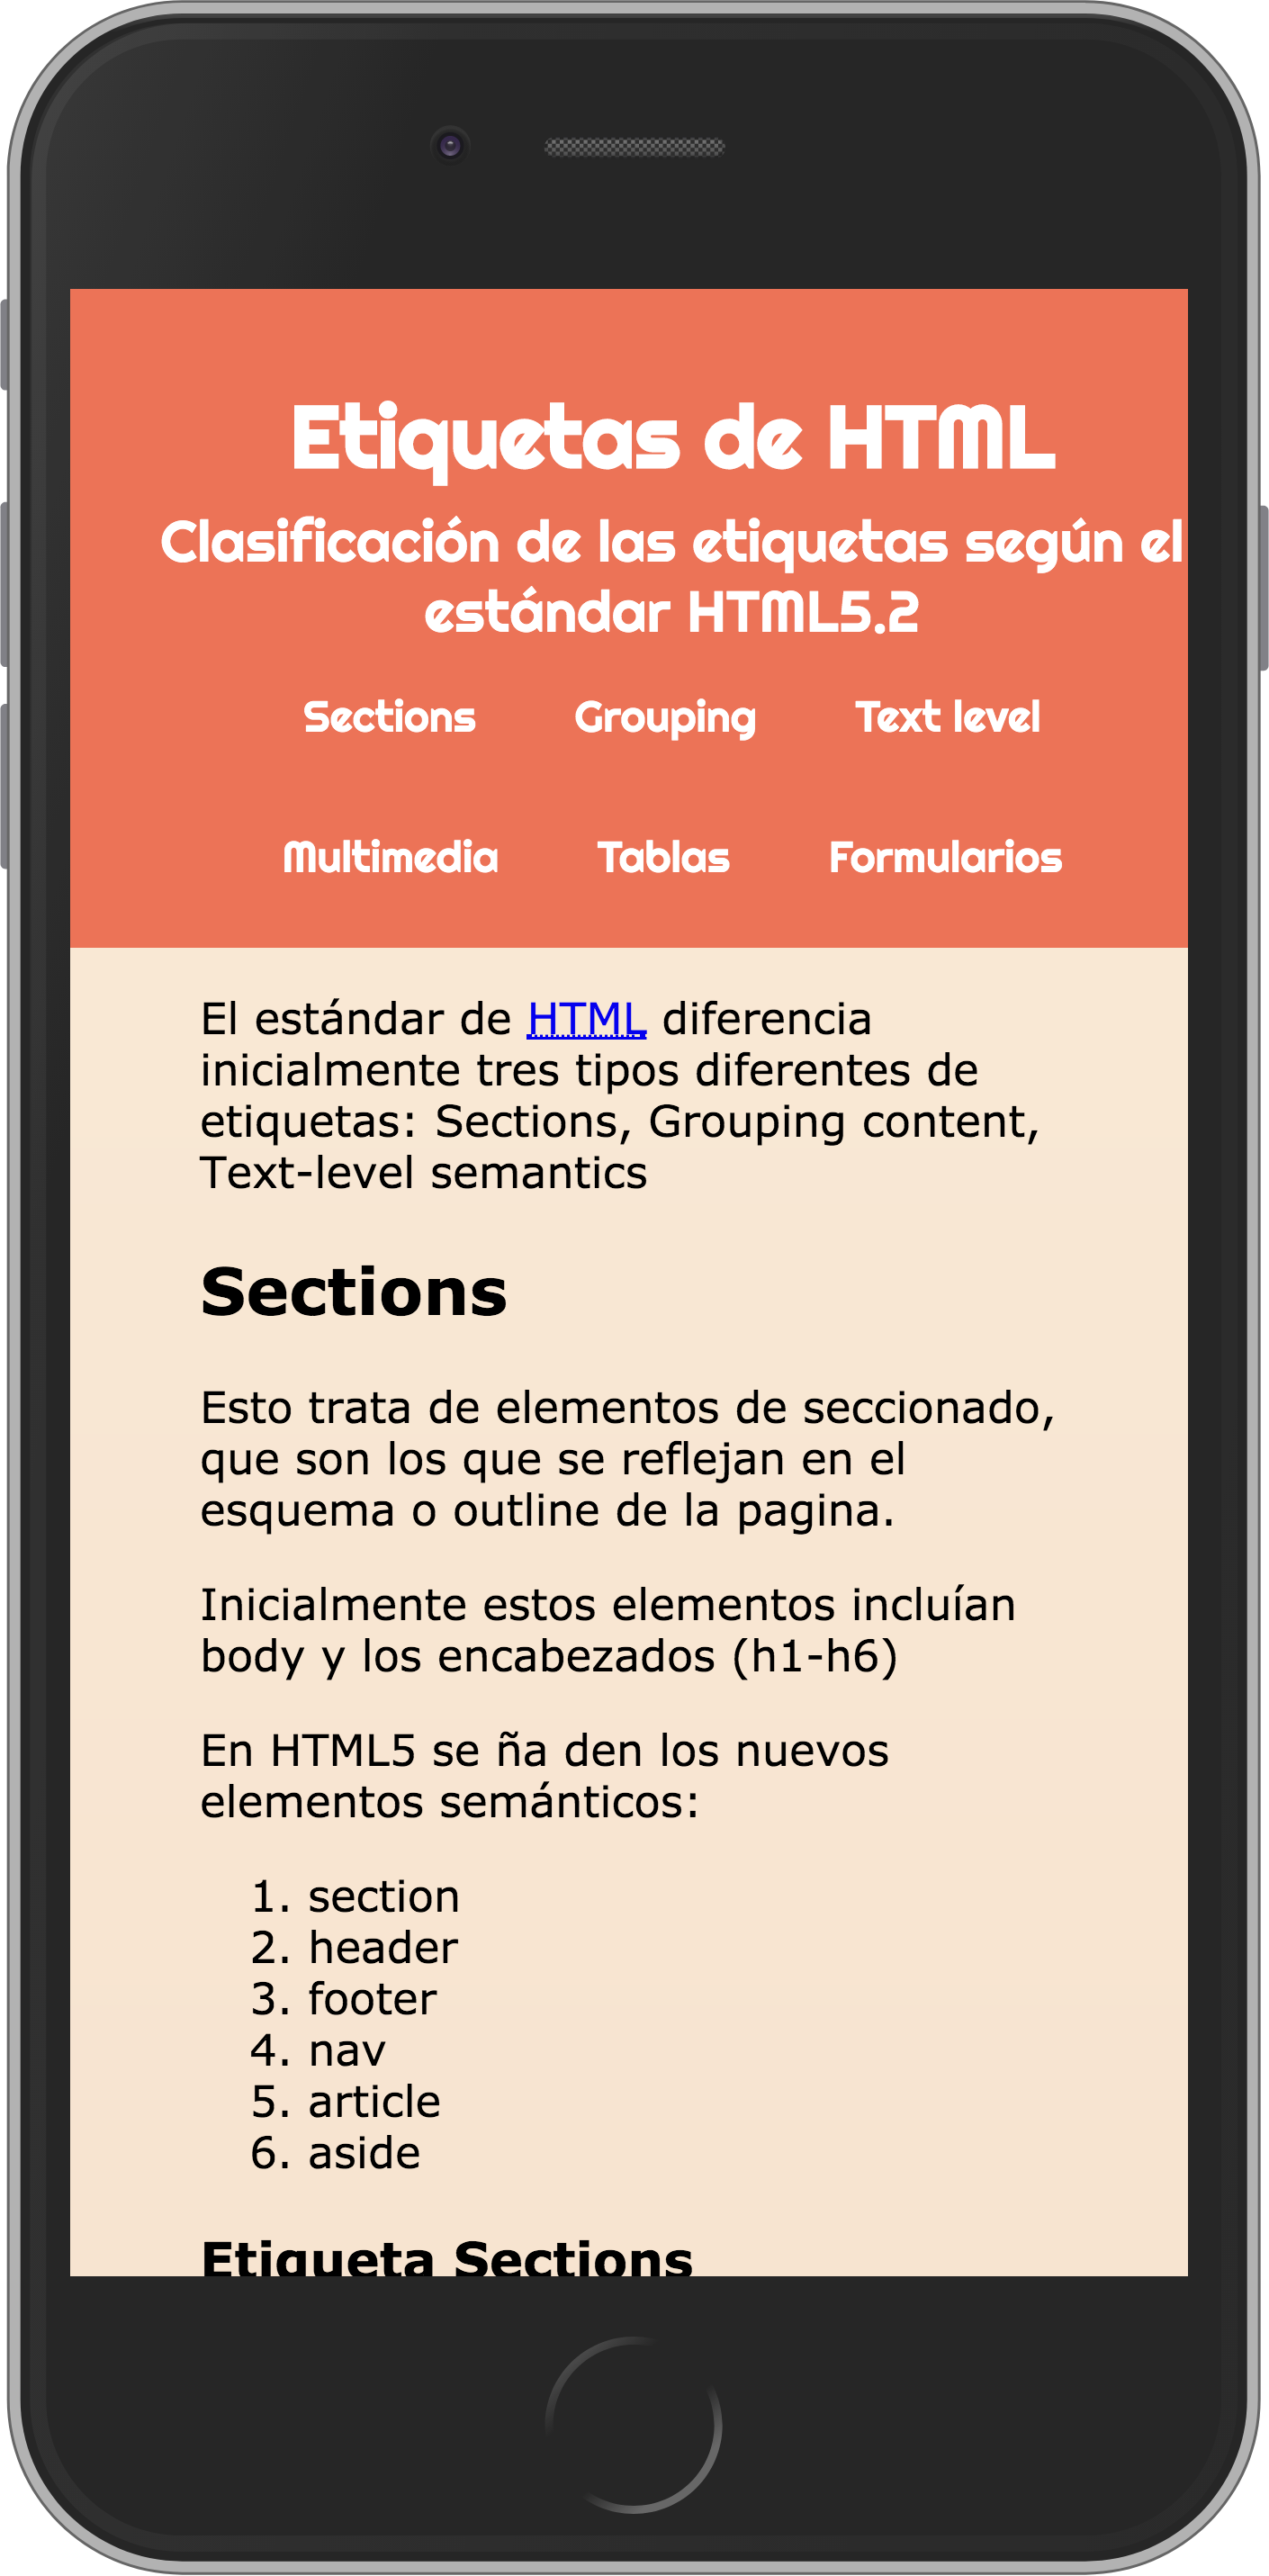 Etiquetas de HTML
Clasificación de las etiquetas según el
estándar HTML5.2
Sections Grouping Text level
Multimedia Tablas Formularios
El estándar de HTML diferencia
inicialmente tres tipos diferentes de
etiquetas: Sections, Grouping content,
Text-level semantics
Sections
Esto trata de elementos de seccionado,
que son los que se reflejan en el
esquema o outline de la pagina.
Inicialmente estos elementos incluían
body y los encabezados (h1-h6)
En HTML5 se ña den los nuevos
elementos semánticos:
1. section
2. header
3. footer
4. nav
5. article
6. aside
Etiqueta Sections